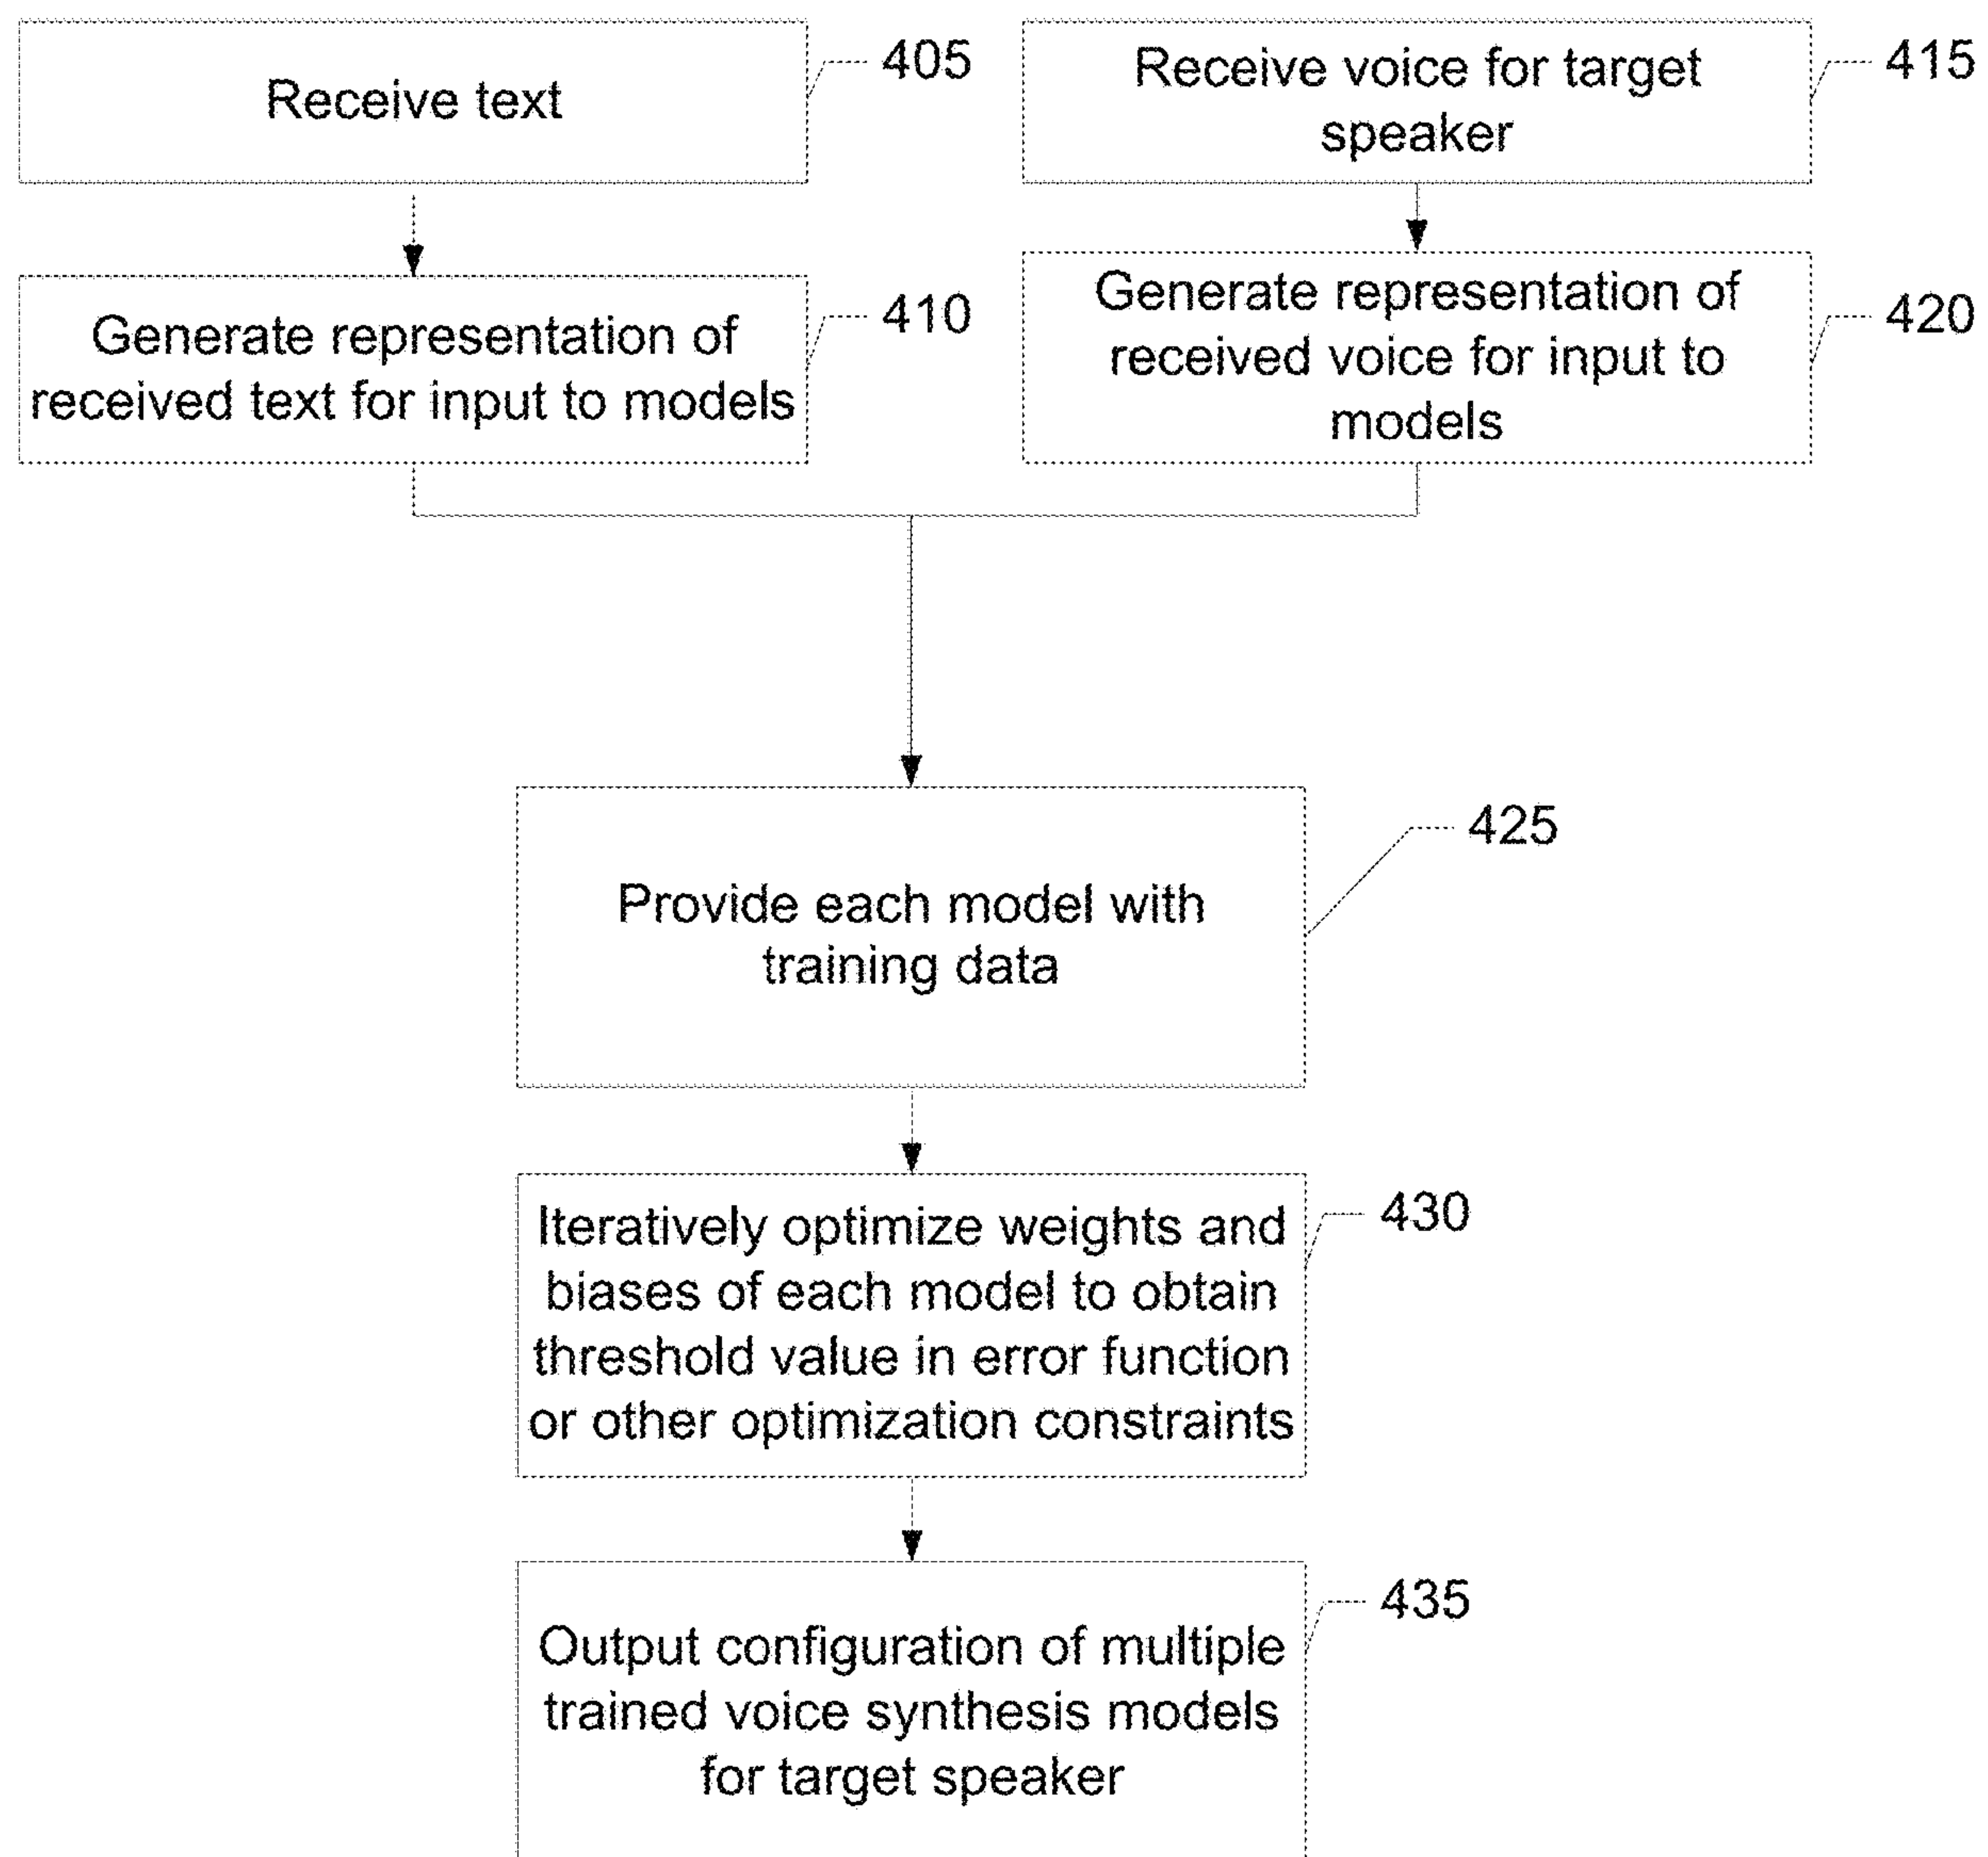 Receive text
405
Receive voice for target
speaker
415
Generate representation of
received text for input to models
410
Generate representation of
received voice for input to
models
420
Provide each model with
training data
425
Iteratively optimize weights and
biases of each model to obtain
threshold value in error function
or other optimization constraints
430
Output configuration of multiple
trained voice synthesis models
for target speaker
435